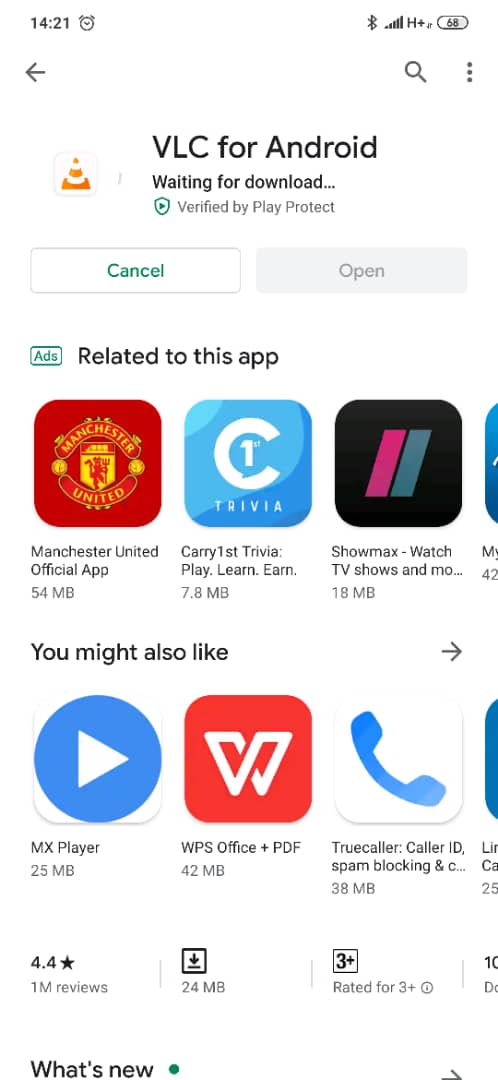 14:21
H+
68
VLC for Android
Waiting for download...
Verified by Play Protect
Cancel
Open
Ads Related to this app
MANCHESTER
UNITED
1st
TRIVIA
Manchester United
Official App
54 MB
Carry1st Trivia:
Play. Learn. Earn.
7.8 MB
Showmax - Watch
TV shows and mo...
18 MB
My
42
You might also like
MX Player
25 MB
WPS Office + PDF
42 MB
Truecaller: Caller ID,
spam blocking & c...
38 MB
Lin
Ca
25
4.4★
1M reviews
24 MB
3+
Rated for 3+
10
Do
What's new